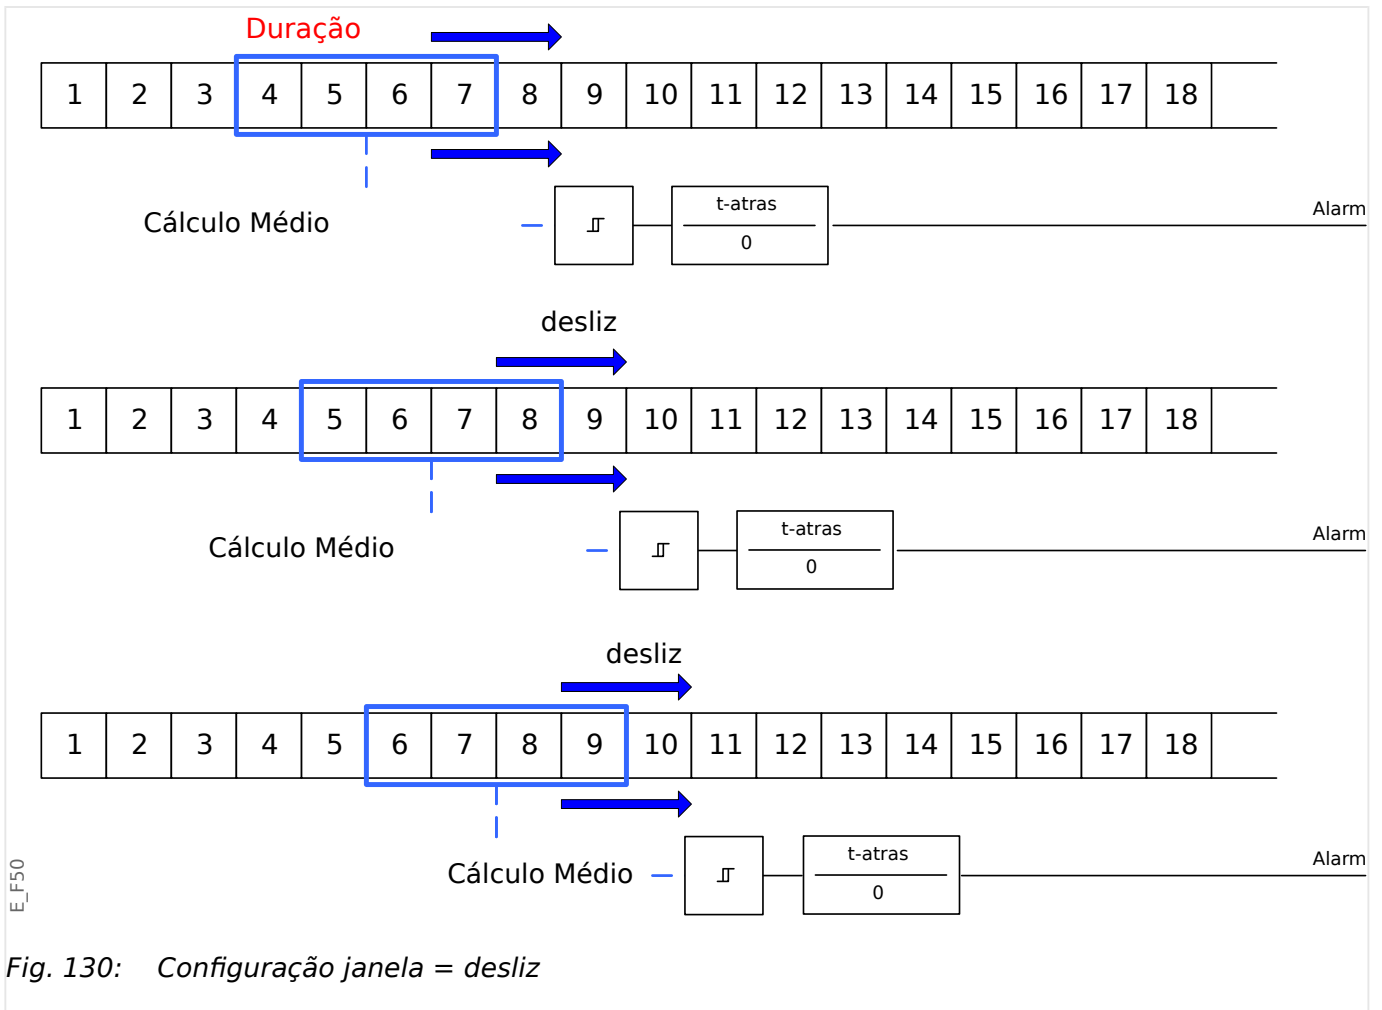 Duração
1 2 3 4 5 6 7 8 9 10 11 12 13 14 15 16 17 18
t-atras
Alarm
Cálculo Médio
0
desliz
1 2 3 4 5 6 7 8 9 10 11 12 13 14 15 16 17 18
t-atras
Alarm
Cálculo Médio
0
desliz
1 2 3 4 5 6 7 8 9 10 11 12 13 14 15 16 17 18
t-atras
Alarm
Cálculo Médio
0
E_F50
Fig. 130: Configuração janela = desliz